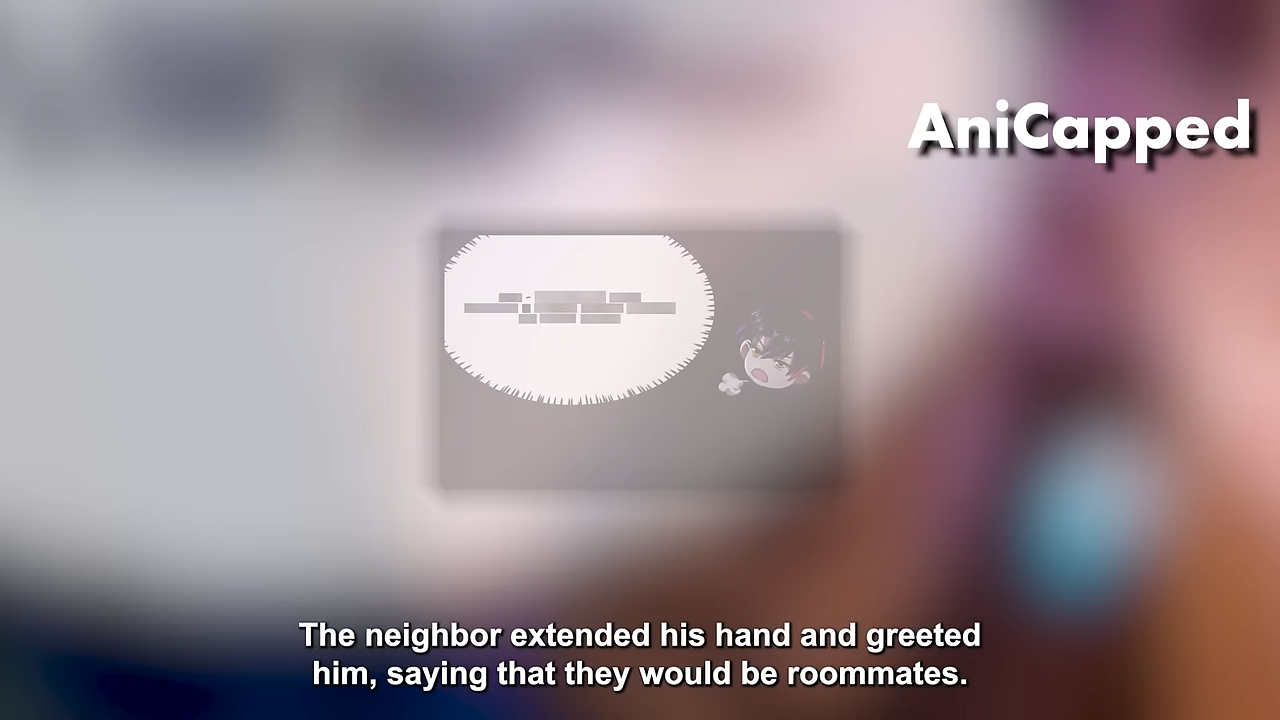 AniCapped
The neighbor extended his hand and greeted
him, saying that they would be roommates.